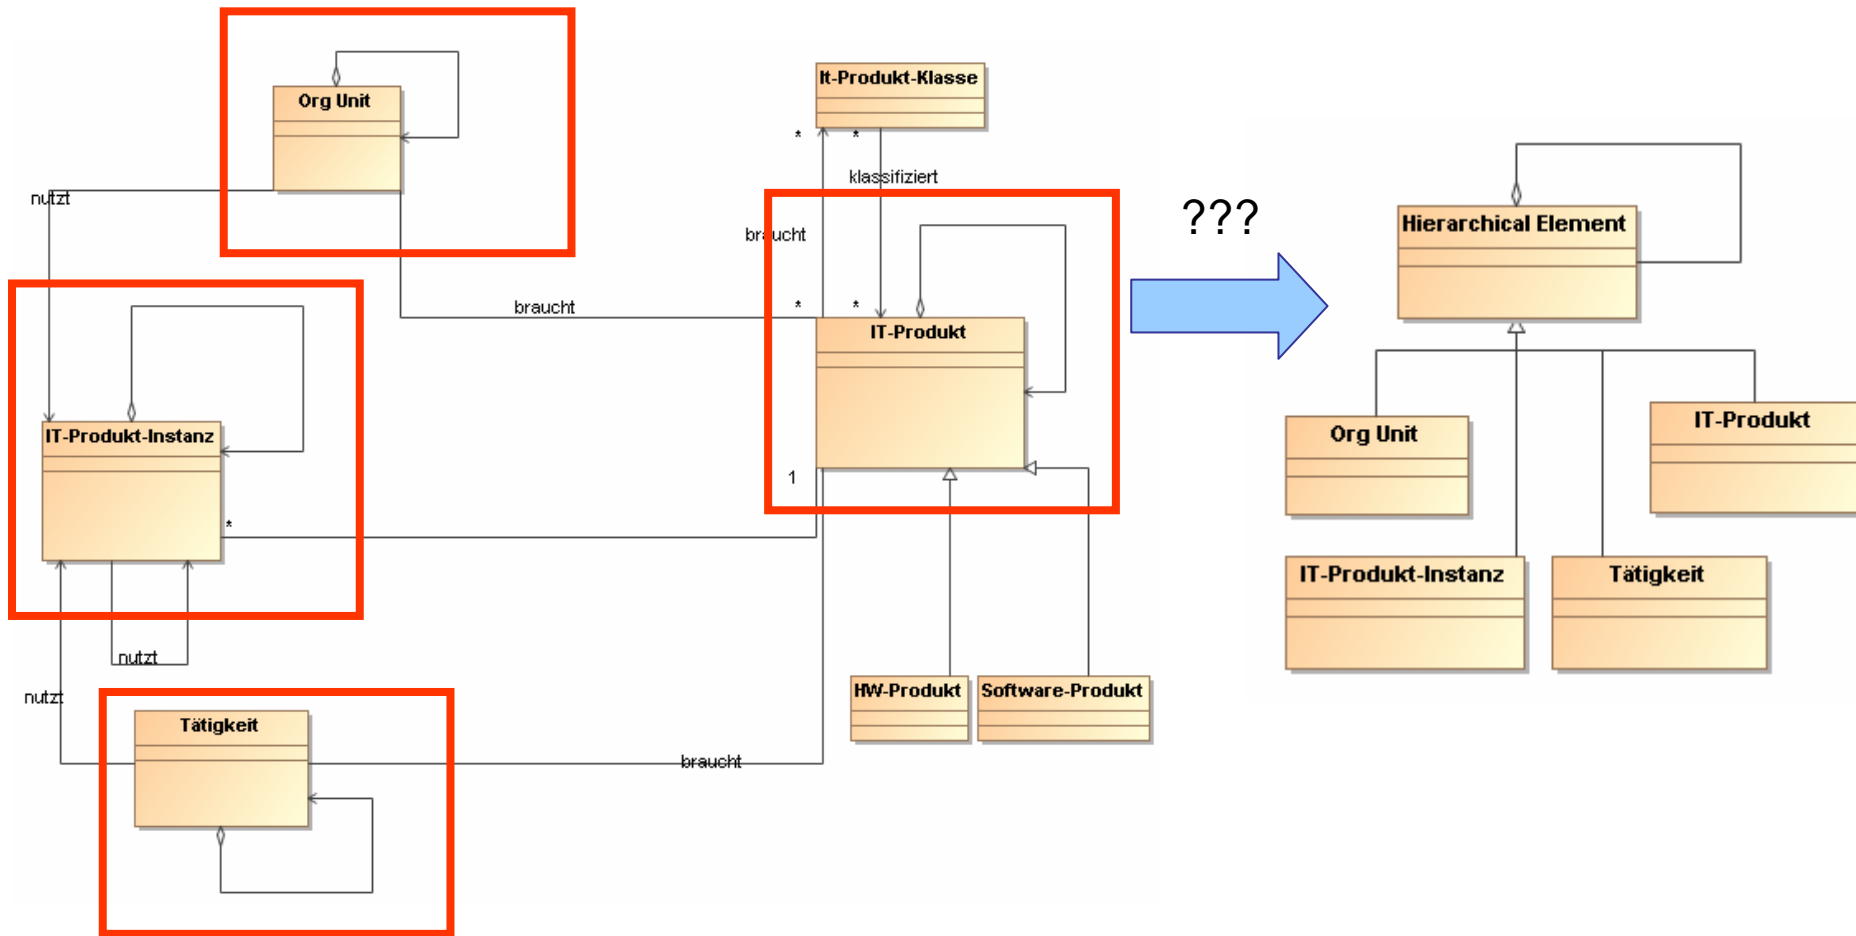 Org Unit
nutzt
braucht
IT-Produkt-Instanz
*
nutzt
nutzt
Tätigkeit
braucht
It-Produkt-Klasse
*
*
klassifiziert
braucht
*
*
IT-Produkt
1
HW-Produkt
Software-Produkt
???
Hierarchical Element
Org Unit
IT-Produkt
IT-Produkt-Instanz
Tätigkeit